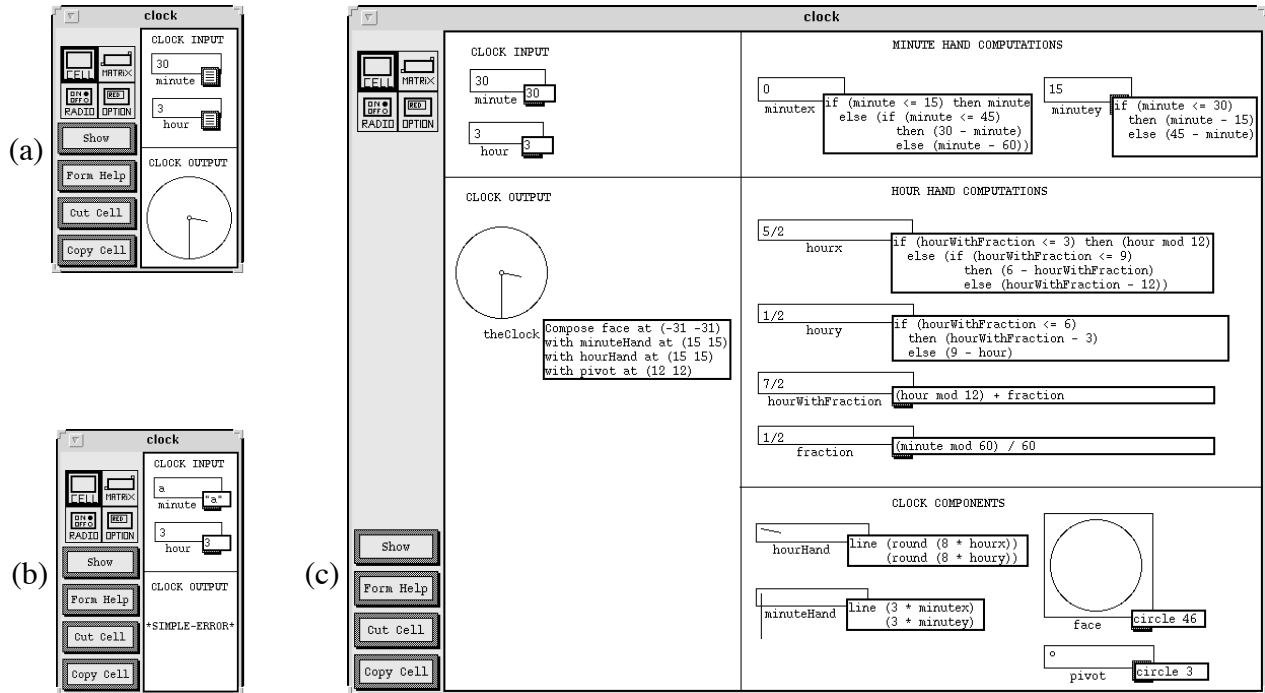 (a)
clock
CELL
MATRiX
ON
OFF
RED
RADIO
OPTION
Show
Form Help
Cut Cell
Copy Cell
CLOCK INPUT
30
minute
3
hour
CLOCK OUTPUT
(b)
clock
CELL
MATRiX
ON
OFF
RED
RADIO
OPTION
Show
Form Help
Cut Cell
Copy Cell
CLOCK INPUT
a
minute
"a"
3
hour
3
CLOCK OUTPUT
*SIMPLE-ERROR*
(c)
clock
CELL
MATRiX
ON
OFF
RED
RADIO
OPTION
Show
Form Help
Cut Cell
Copy Cell
CLOCK INPUT
30
minute
30
3
hour
3
CLOCK OUTPUT
theClock
Compose face at (-31 -31)
with minuteHand at (15 15)
with hourHand at (15 15)
with pivot at (12 12)
MINUTE HAND COMPUTATIONS
0
minutex
if (minute <= 15) then minute
else (if (minute <= 45)
then (30 - minute)
else (minute - 60))
15
minutey
if (minute <= 30)
then (minute - 15)
else (45 - minute)
HOUR HAND COMPUTATIONS
5/2
hourx
if (hourWithFraction <= 3) then (hour mod 12)
else (if (hourWithFraction <= 9)
then (6 - hourWithFraction)
else (hourWithFraction - 12))
1/2
houry
if (hourWithFraction <= 6)
then (hourWithFraction - 3)
else (9 - hour)
7/2
hourWithFraction
(hour mod 12) + fraction
1/2
fraction
(minute mod 60) / 60
CLOCK COMPONENTS
hourHand
line (round (8 * hourx))
(round (8 * houry))
minuteHand
line (3 * minutex)
(3 * minutey)
face
circle 46
pivot
circle 3